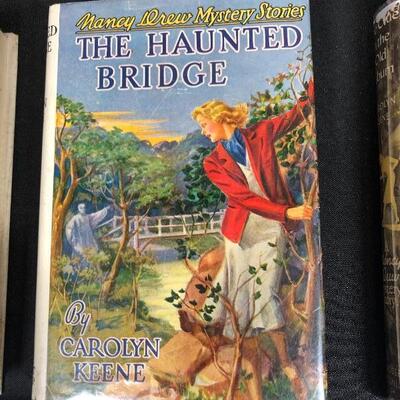 Nancy Drew Mystery Stories
THE HAUNTED
BRIDGE
By
CAROLYN
KEENE